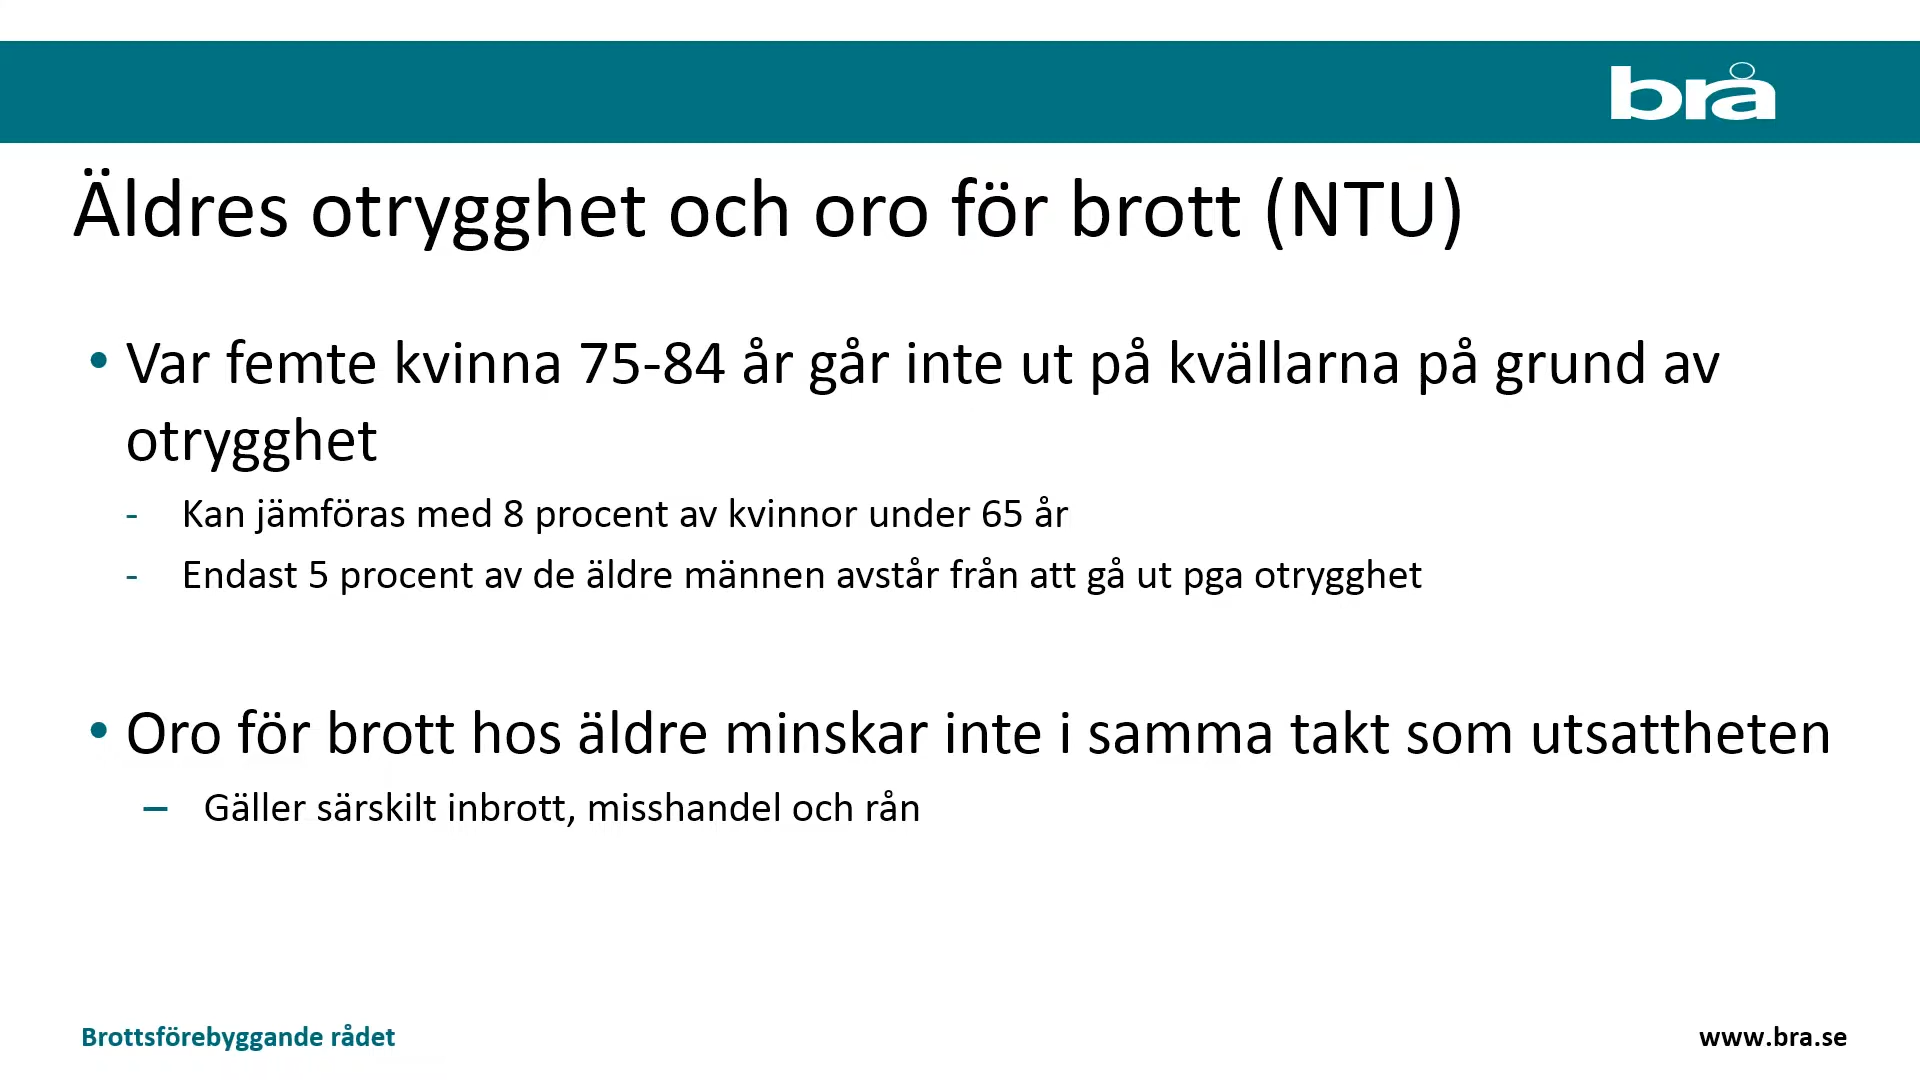 brå
Äldres otrygghet och oro för brott (NTU)
• Var femte kvinna 75-84 år går inte ut på kvällarna på grund av
otrygghet
- Kan jämföras med 8 procent av kvinnor under 65 år
- Endast 5 procent av de äldre männen avstår från att gå ut pga otrygghet
• Oro för brott hos äldre minskar inte i samma takt som utsattheten
– Gäller särskilt inbrott, misshandel och rån
Brottsförebyggande rådet
www.bra.se